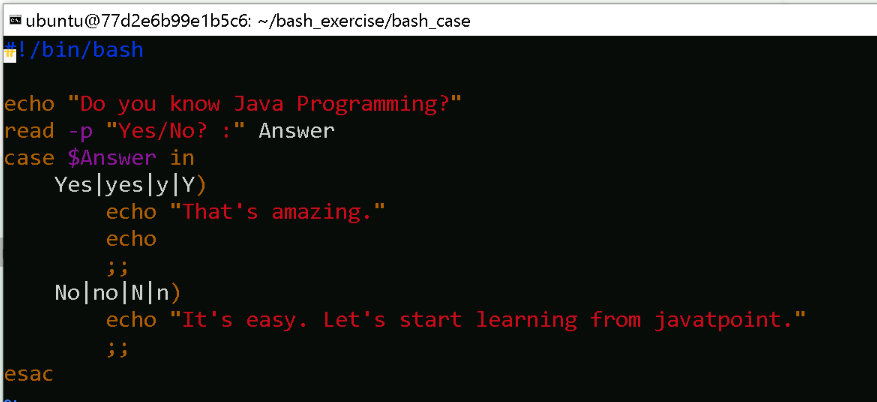 ubuntu@77d2e6b99e1b5c6: ~/bash_exercise/bash_case
#!/bin/bash
echo "Do you know Java Programming?"
read -p "Yes/No? :" Answer
case $Answer in
    Yes|yes|y|Y)
        echo "That's amazing."
        echo
        ;;
    No|no|N|n)
        echo "It's easy. Let's start learning from javatpoint."
        ;;
esac